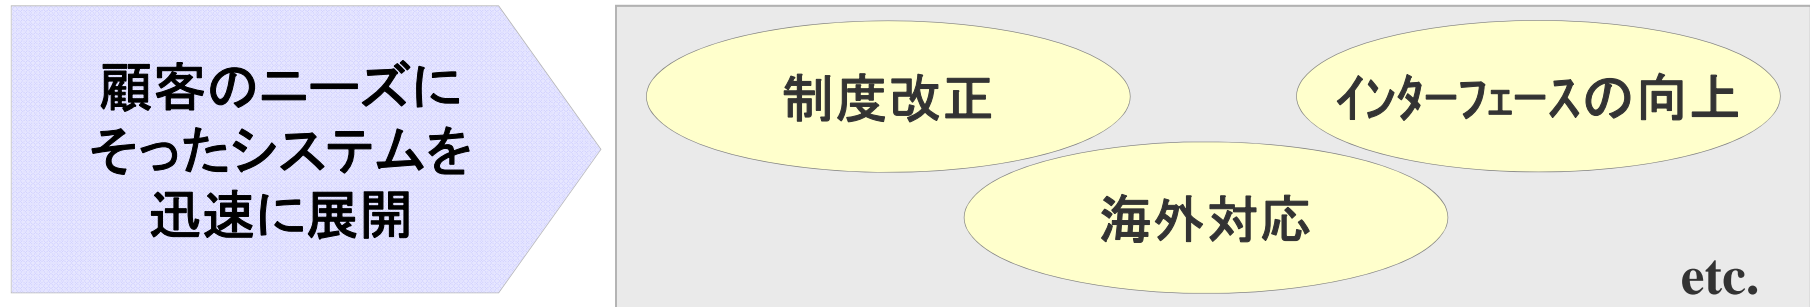 顧客のニーズに
そったシステムを
迅速に展開
制度改正
インターフェースの向上
海外対応
etc.